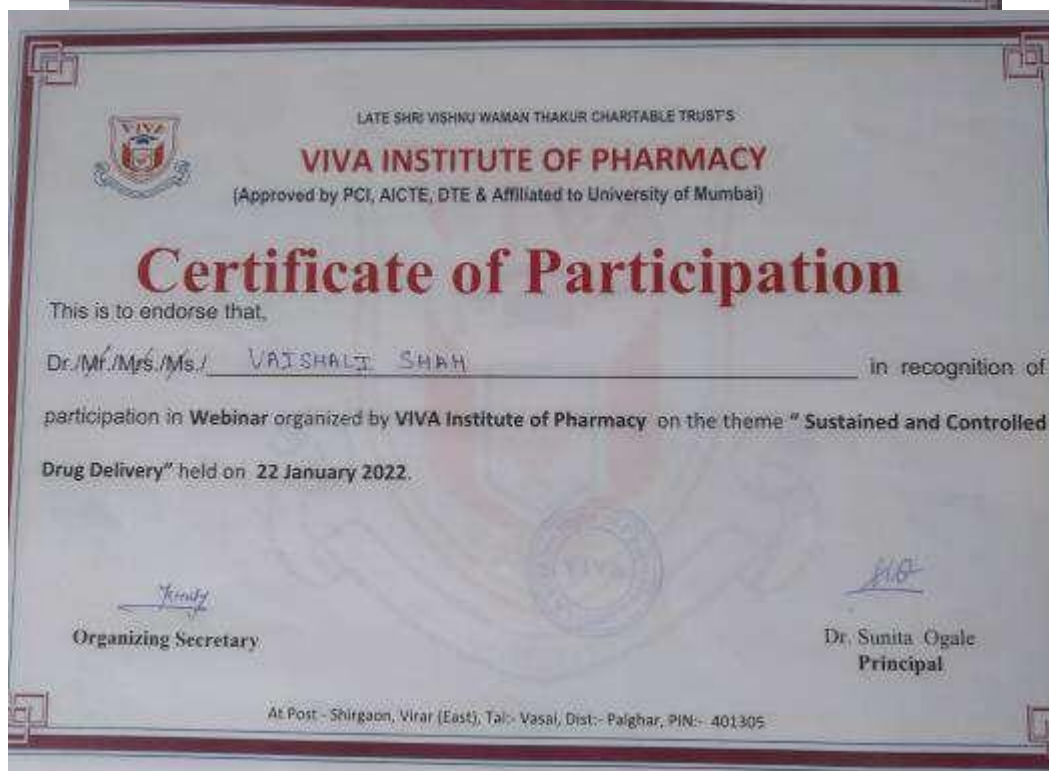 VIVA
LATE SHRI VISHNU WAMAN THAKUR CHARITABLE TRUST'S
VIVA INSTITUTE OF PHARMACY
(Approved by PCI, AICTE, DTE & Affiliated to University of Mumbai)
Certificate of Participation
This is to endorse that,
Dr./Mr./Mrs./Ms./ VAISHALI SHAH in recognition of
participation in Webinar organized by VIVA Institute of Pharmacy on the theme " Sustained and Controlled
Drug Delivery" held on 22 January 2022.
VIVA
Organizing Secretary
Dr. Sunita Ogale
Principal
At Post - Shirgaon, Virar (East), Tal:- Vasai, Dist:- Palghar, PIN:- 401305